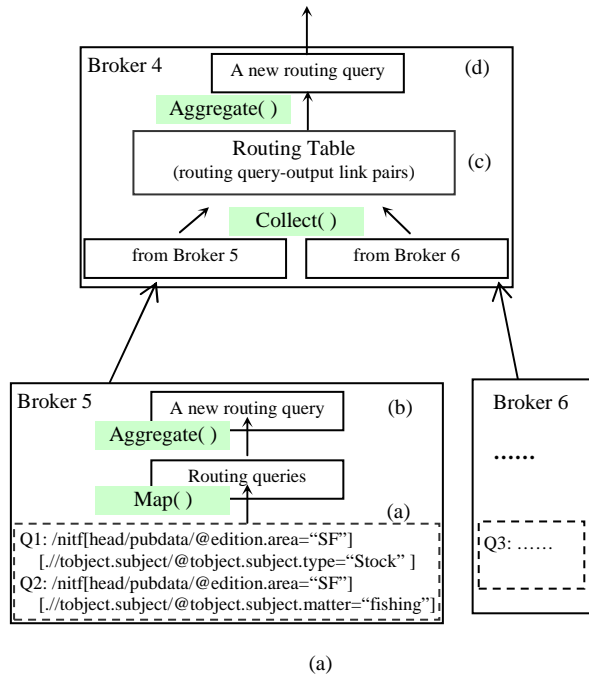 Broker 4
A new routing query
(d)
Aggregate( )
Routing Table
(routing query-output link pairs)
(c)
Collect( )
from Broker 5
from Broker 6
Broker 5
A new routing query
(b)
Aggregate( )
Routing queries
Map( )
(a)
Q1: /nitf[head/pubdata/@edition.area=“SF”]
[.//tobject.subject/@tobject.subject.type=“Stock” ]
Q2: /nitf[head/pubdata/@edition.area=“SF”]
[.//tobject.subject/@tobject.subject.matter=“fishing”]
Broker 6
......
Q3: ......
(a)